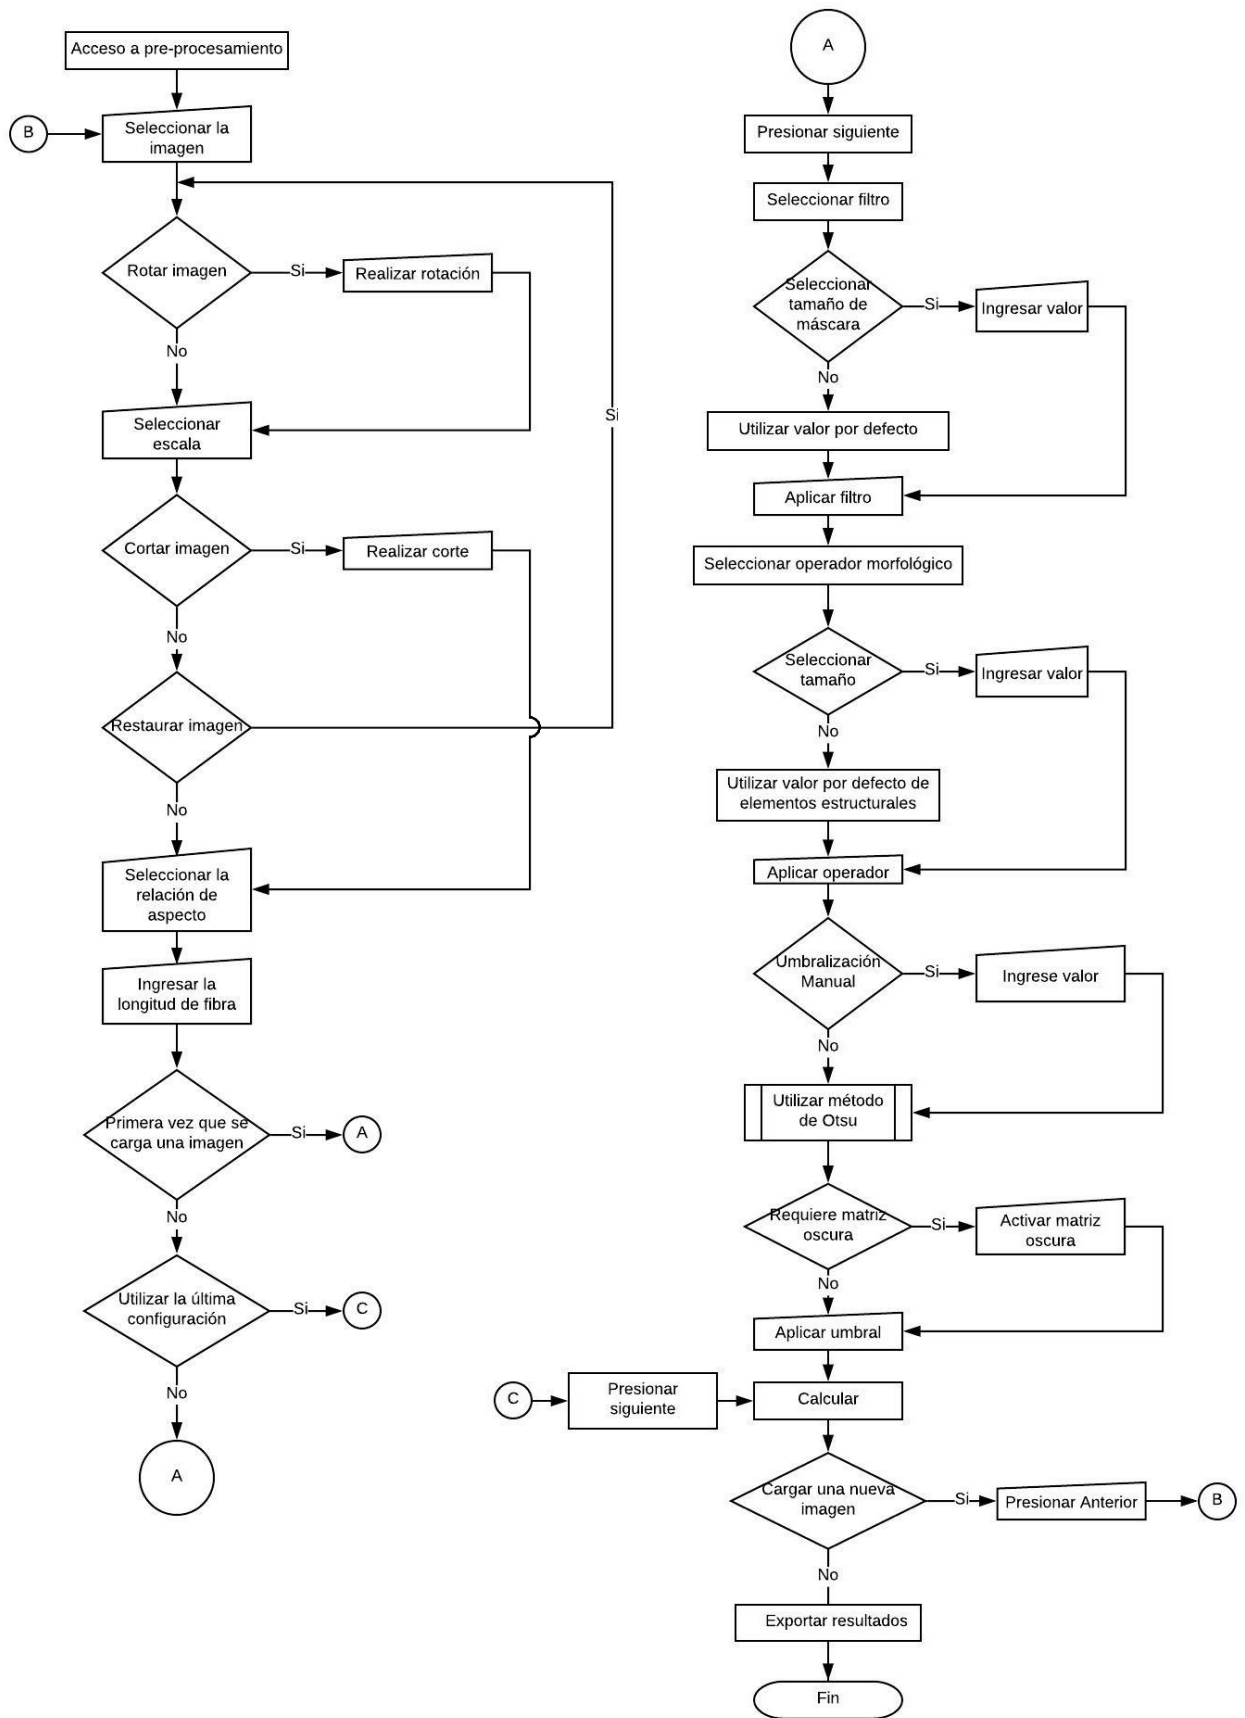 Acceso a pre-procesamiento
B
Seleccionar la
imagen
Rotar imagen
Si
Realizar rotación
No
Seleccionar
escala
Si
Cortar imagen
Si
Realizar corte
No
Restaurar imagen
No
Seleccionar la
relación de
aspecto
Ingresar la
longitud de fibra
Primera vez que se
carga una imagen
Si
A
No
Utilizar la última
configuración
Si
C
No
A
A
Presionar siguiente
Seleccionar filtro
Seleccionar
tamaño de
máscara
Si
Ingresar valor
No
Utilizar valor por defecto
Aplicar filtro
Seleccionar operador morfológico
Seleccionar
tamaño
Si
Ingresar valor
No
Utilizar valor por defecto de
elementos estructurales
Aplicar operador
Umbralización
Manual
Si
Ingrese valor
No
Utilizar método
de Otsu
Requiere matriz
oscura
Si
Activar matriz
oscura
No
Aplicar umbral
C
Presionar
siguiente
Calcular
Cargar una nueva
imagen
Si
Presionar Anterior
B
No
Exportar resultados
Fin